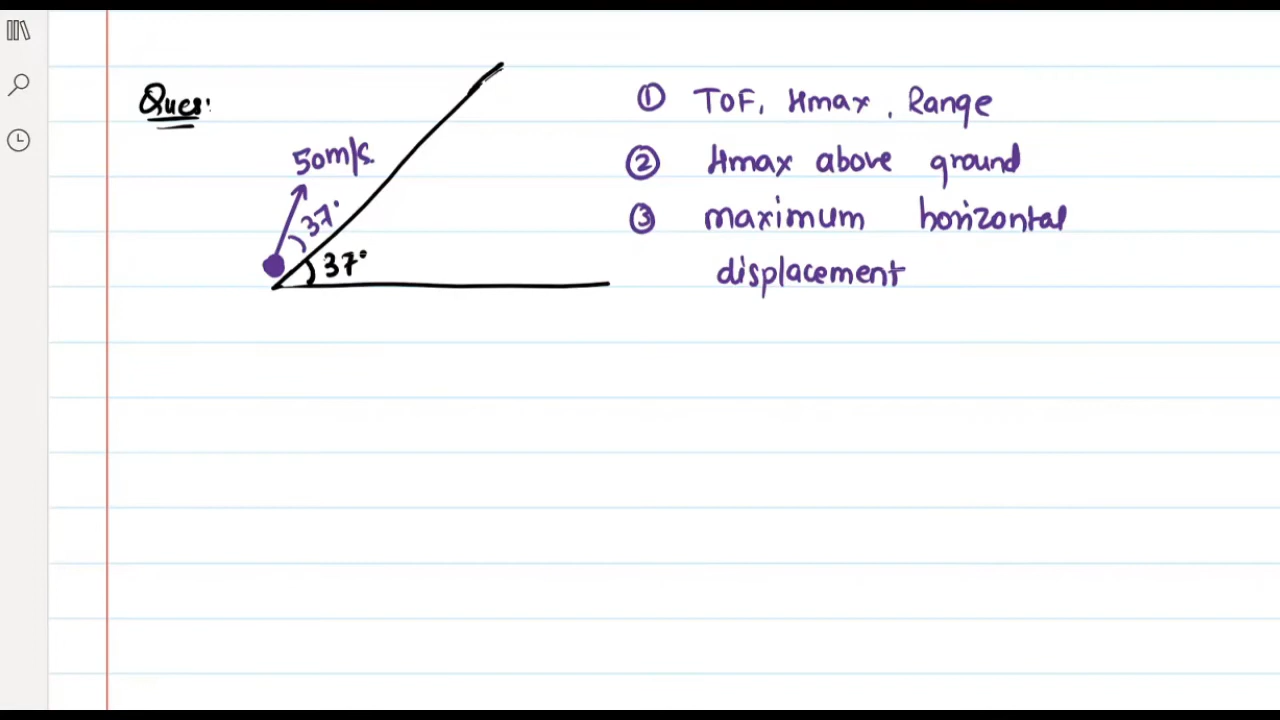 Ques:
50m/s.
37°
37°
① TOF, Hmax, Range
② Hmax above ground
③ maximum horizontal
displacement